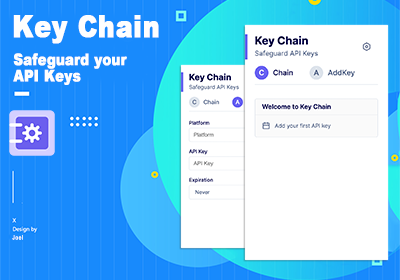 Key Chain
Safeguard your
API Keys
X
Design by
Joel
Key Chain
Safeguard API Keys
C Chain A
Platform
Platform
API Key
API Key
Expiration
Never
Key Chain
Safeguard API Keys
C Chain A AddKey
Welcome to Key Chain
Add your first API key